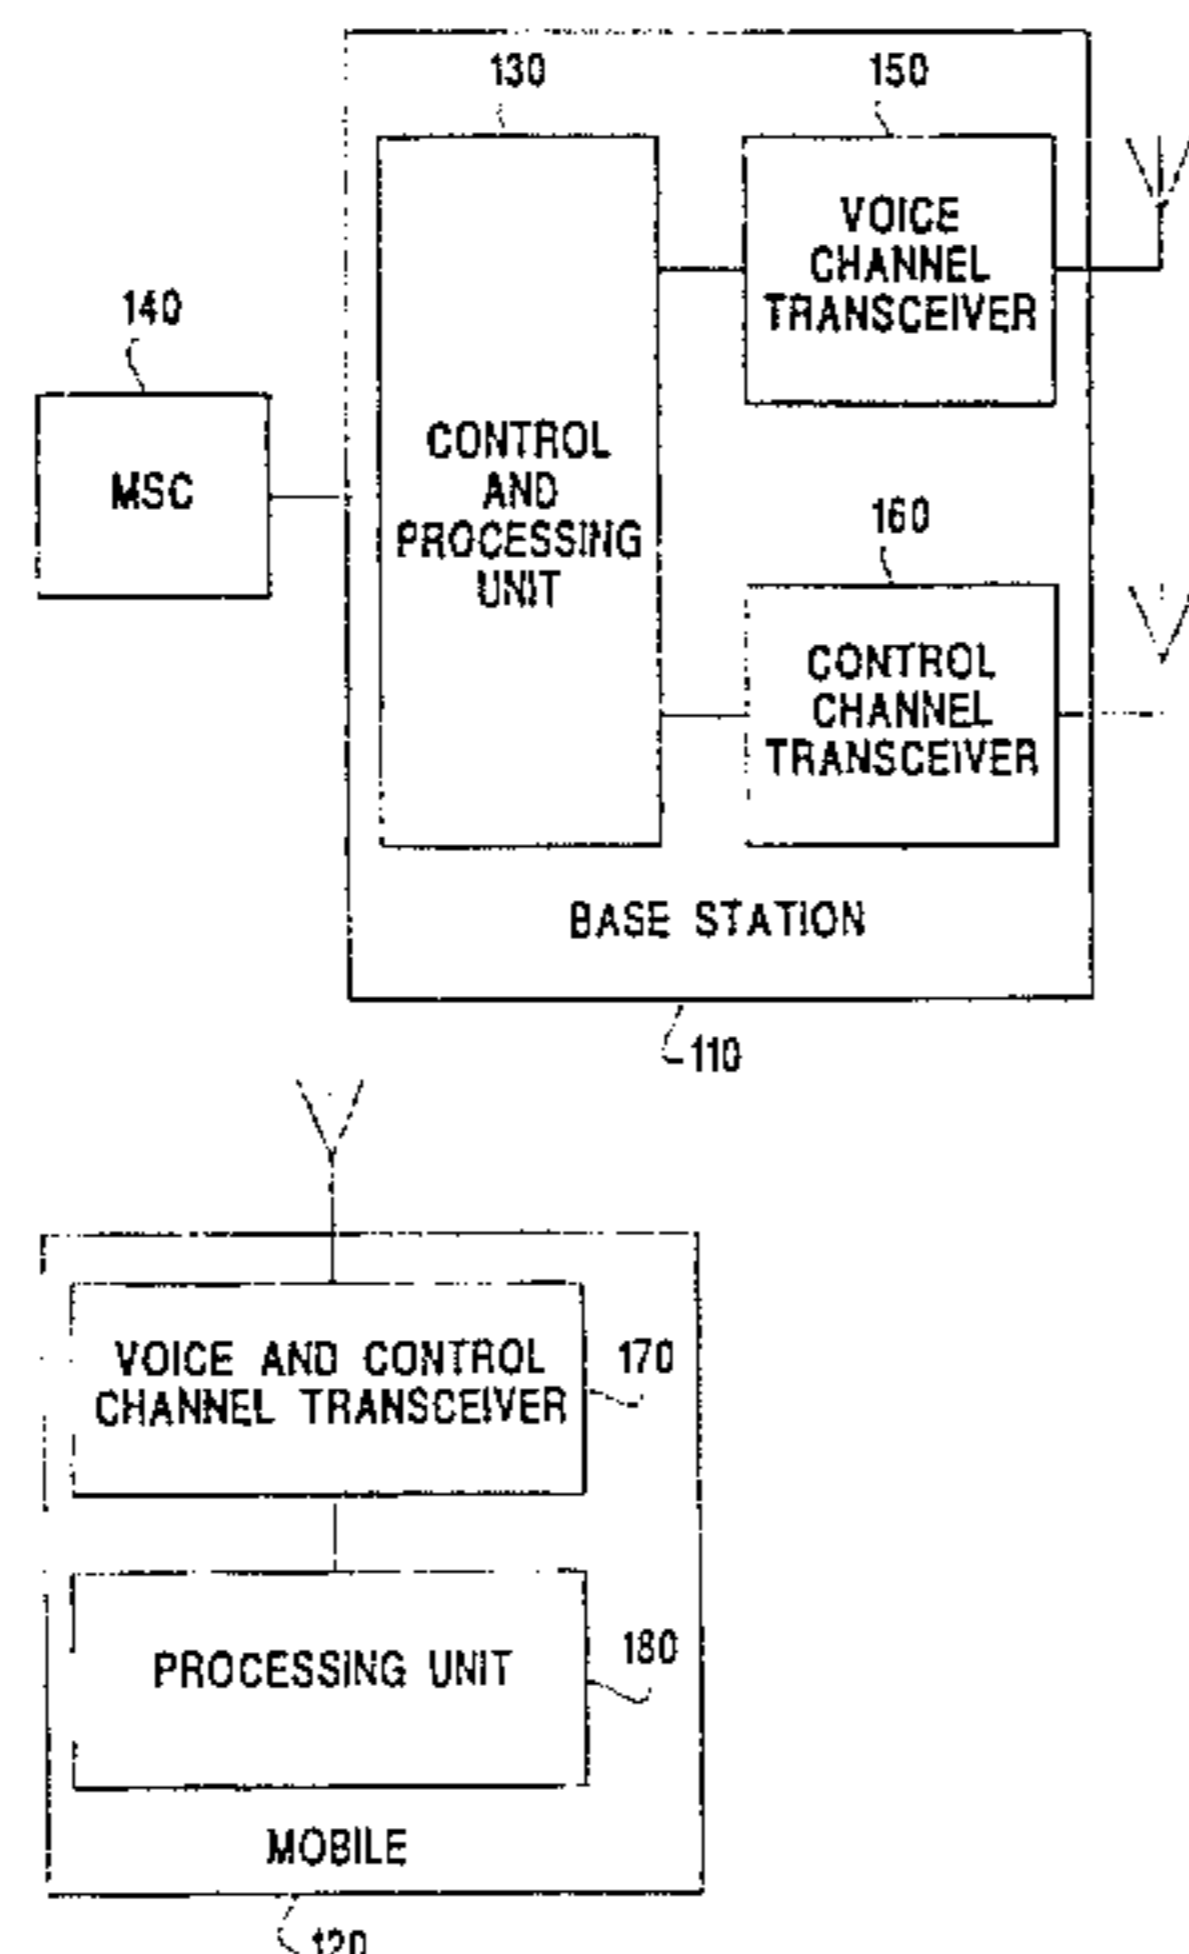 130
150
VOICE
CHANNEL
TRANSCEIVER
140
MSC
CONTROL
AND
PROCESSING
UNIT
160
CONTROL
CHANNEL
TRANSCEIVER
BASE STATION
110
VOICE AND CONTROL
CHANNEL TRANSCEIVER
170
PROCESSING UNIT
180
MOBILE
120